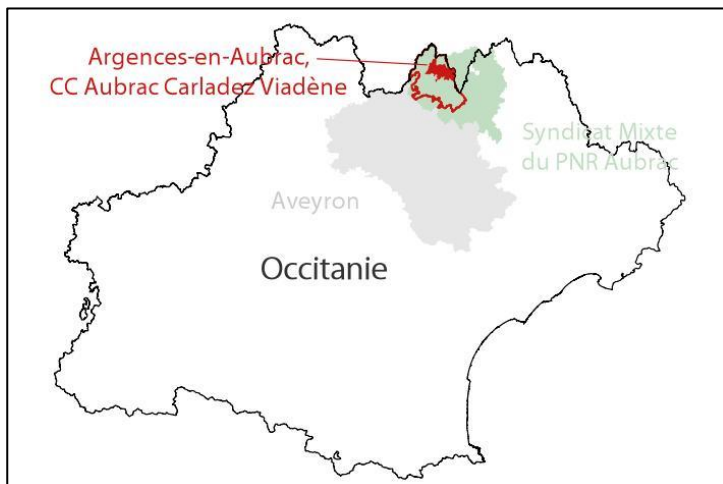 Argences-en-Aubrac,
CC Aubrac Carladez Viadène
Syndicat Mixte
du PNR Aubrac
Aveyron
Occitanie